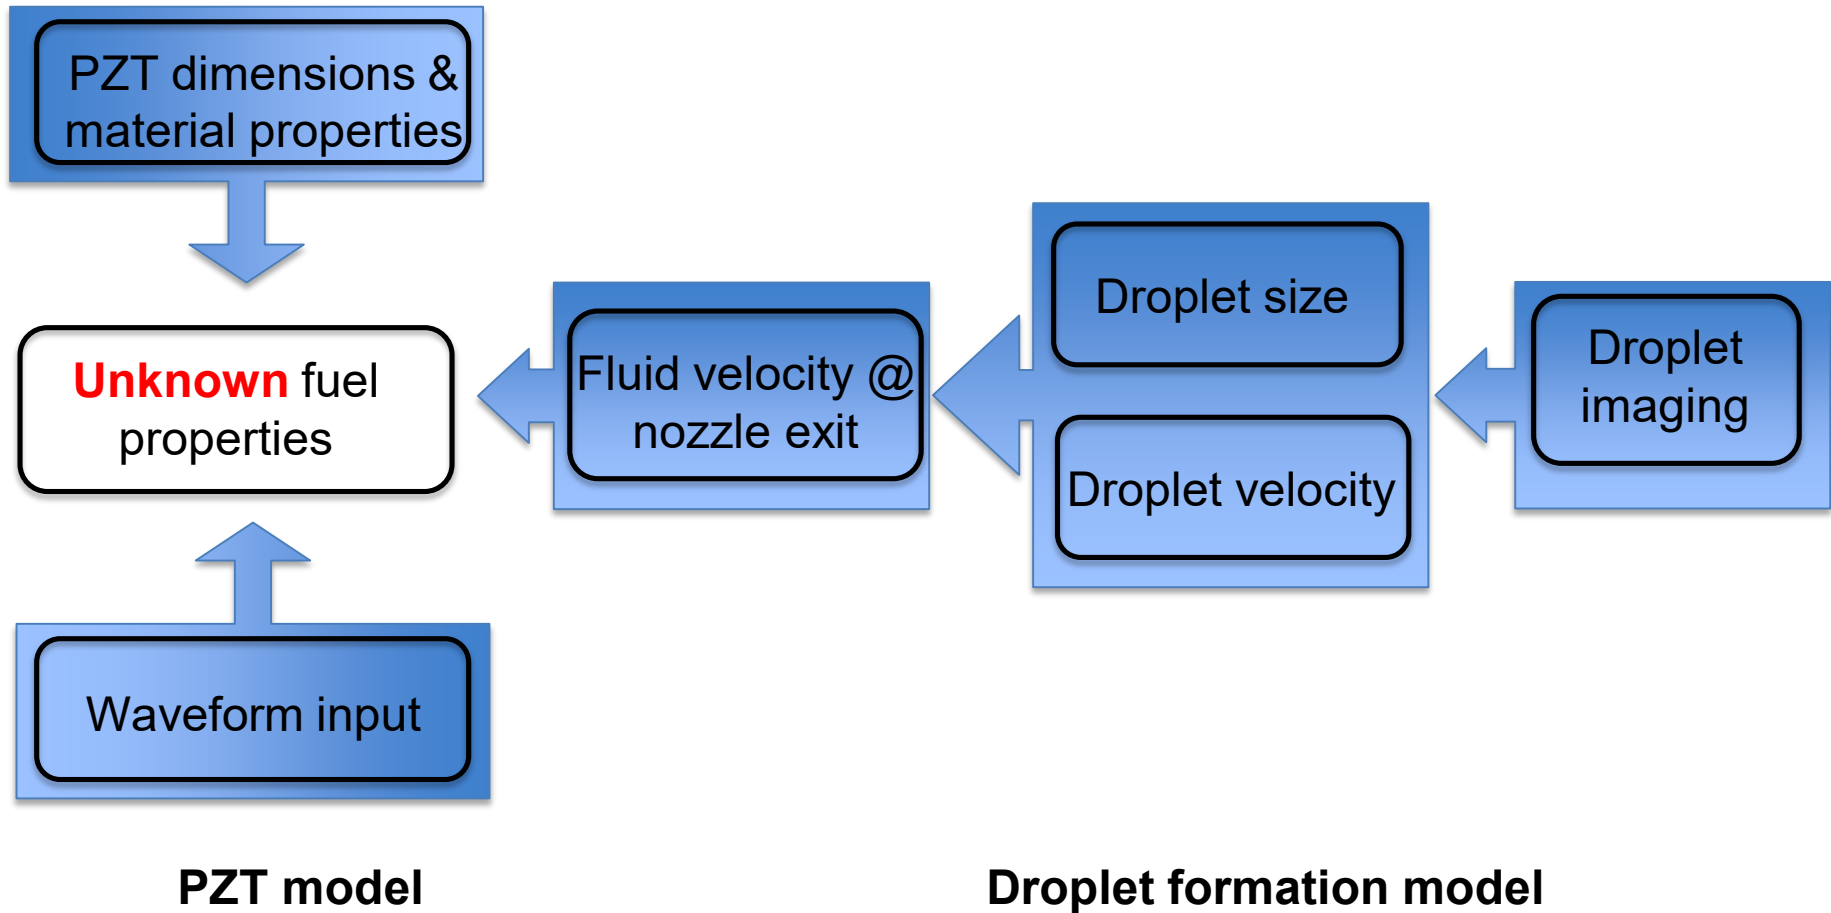 PZT dimensions &
material properties
Unknown fuel
properties
Waveform input
Fluid velocity @
nozzle exit
Droplet size
Droplet velocity
Droplet
imaging
PZT model
Droplet formation model